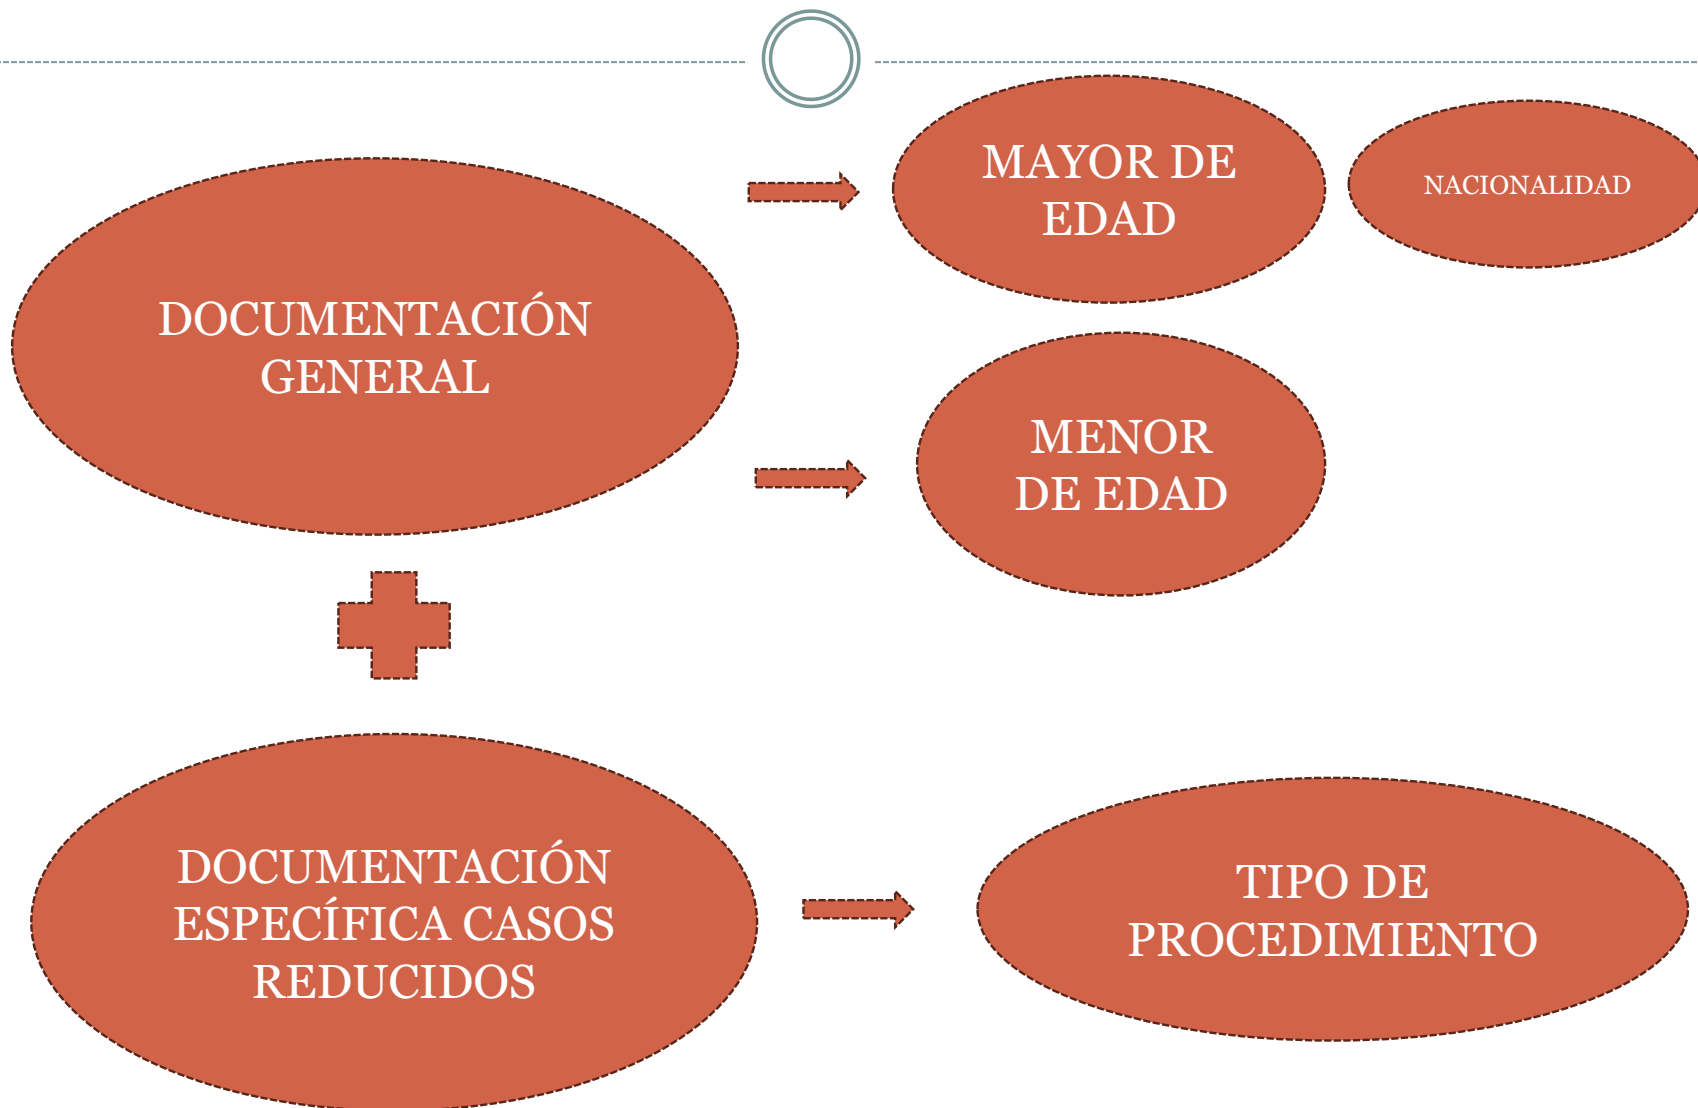 DOCUMENTACIÓN
GENERAL
MAYOR DE
EDAD
NACIONALIDAD
MENOR
DE EDAD
DOCUMENTACIÓN
ESPECÍFICA CASOS
REDUCIDOS
TIPO DE
PROCEDIMIENTO